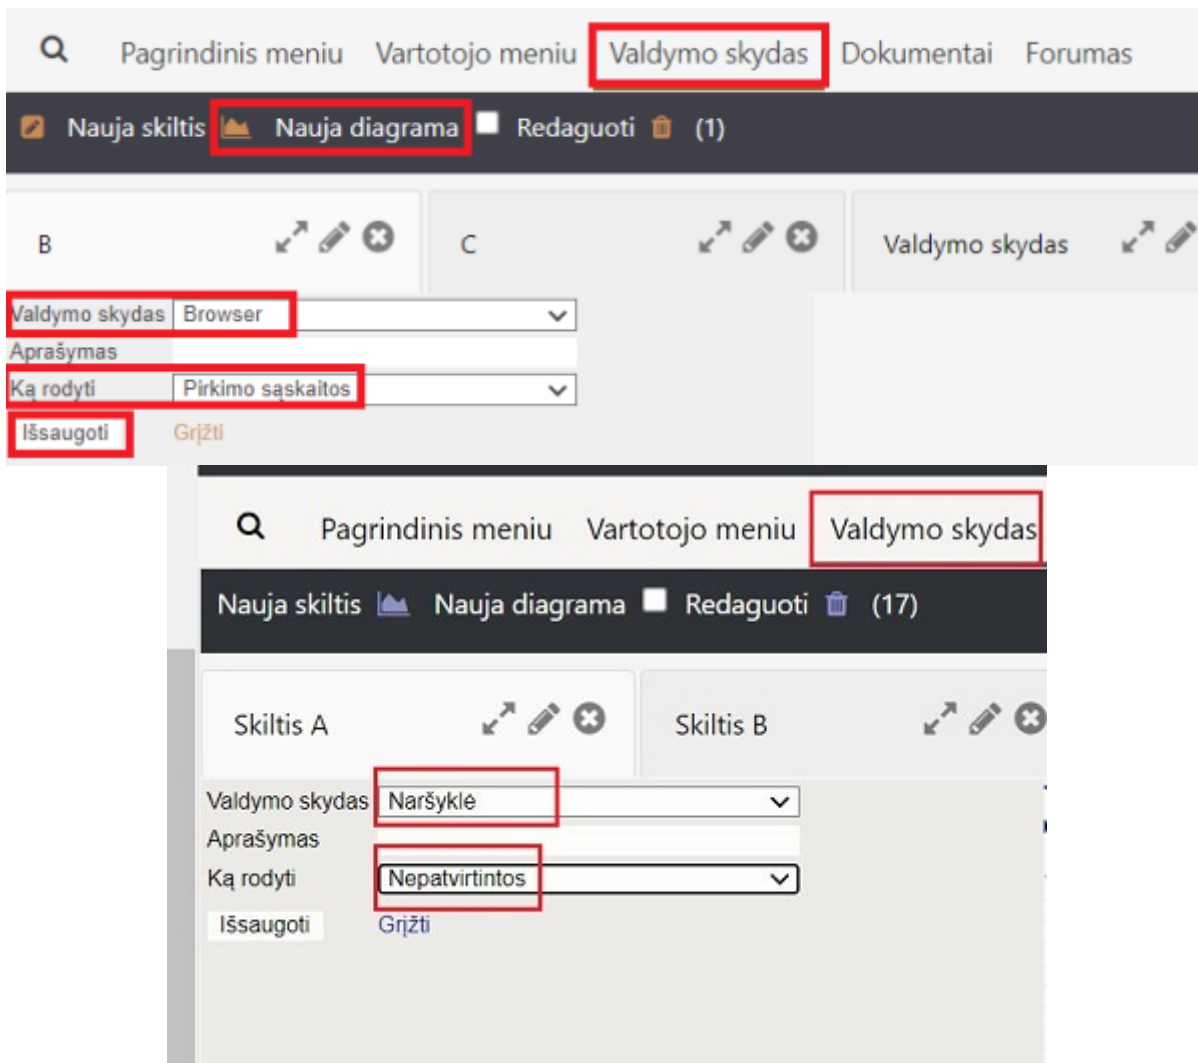 Pagrindinis meniu Vartotojo meniu Valdymo skydas Dokumentai Forumas
Nauja skiltis Nauja diagrama Redaguoti (1)
B C Valdymo skydas
Valdymo skydas Browser
Aprašymas
Ką rodyti Pirkimo sąskaitos
Išsaugoti Grįžti
Pagrindinis meniu Vartotojo meniu Valdymo skydas
Nauja skiltis Nauja diagrama Redaguoti (17)
Skiltis A Skiltis B
Valdymo skydas Naršyklė
Aprašymas
Ką rodyti Nepatvirtintos
Išsaugoti Grįžti